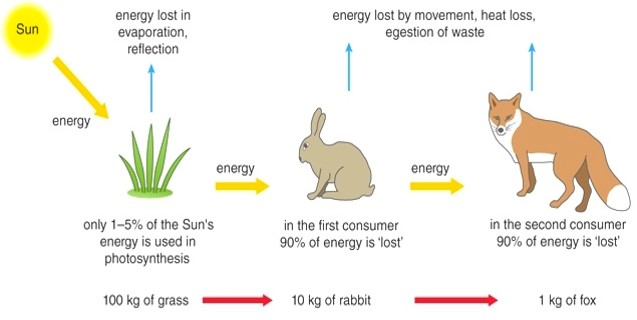 Sun
energy lost in
evaporation,
reflection
energy lost by movement, heat loss,
egestion of waste
energy
energy
energy
only 1–5% of the Sun's
energy is used in
photosynthesis
in the first consumer
90% of energy is ‘lost’
in the second consumer
90% of energy is ‘lost’
100 kg of grass
10 kg of rabbit
1 kg of fox